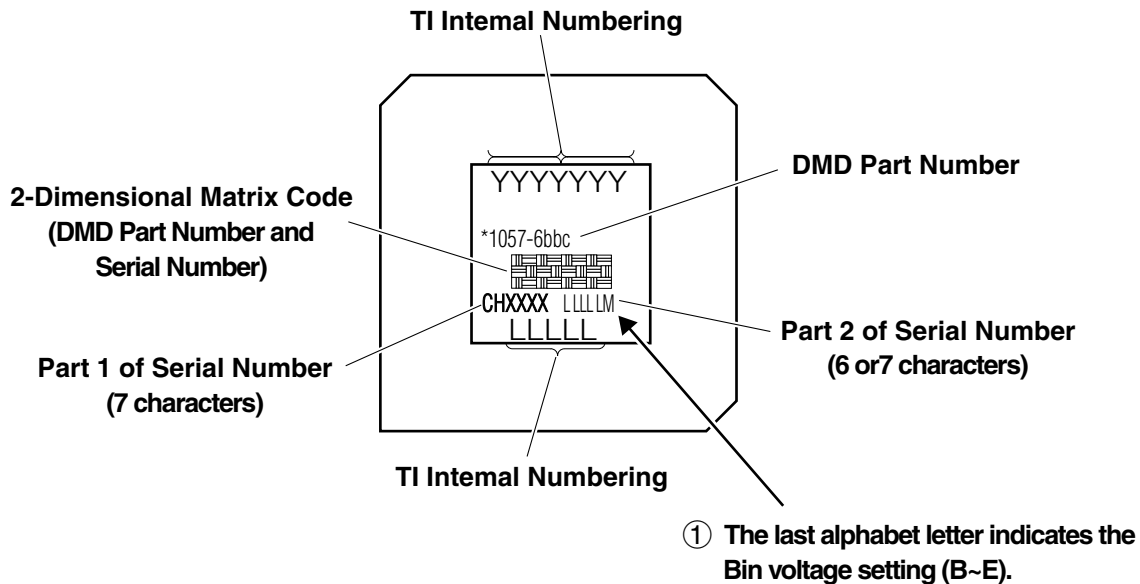 TI Intemal Numbering
YYYYYYY
DMD Part Number
2-Dimensional Matrix Code
(DMD Part Number and
Serial Number)
*1057-6bbc
CHXXXX LLLLLM
LLLLL
Part 1 of Serial Number
(7 characters)
Part 2 of Serial Number
(6 or7 characters)
TI Intemal Numbering
① The last alphabet letter indicates the
Bin voltage setting (B~E).